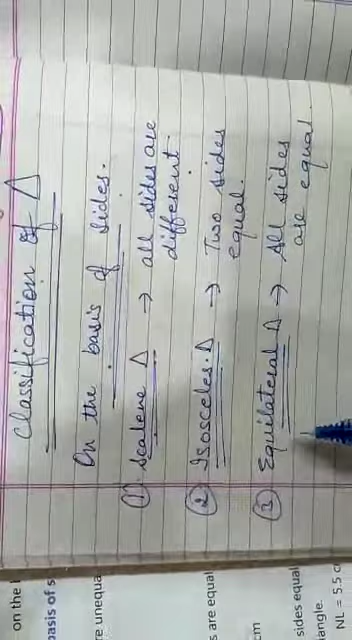 Classification of Δ
On the basis of sides.
① Scalene Δ → all sides are
different.
② Isosceles Δ → Two sides
equal.
③ Equilateral Δ → All sides
are equal.
on the
basis of s
re unequa
s are equal
cm
sides equal
iangle.
NL = 5.5 c